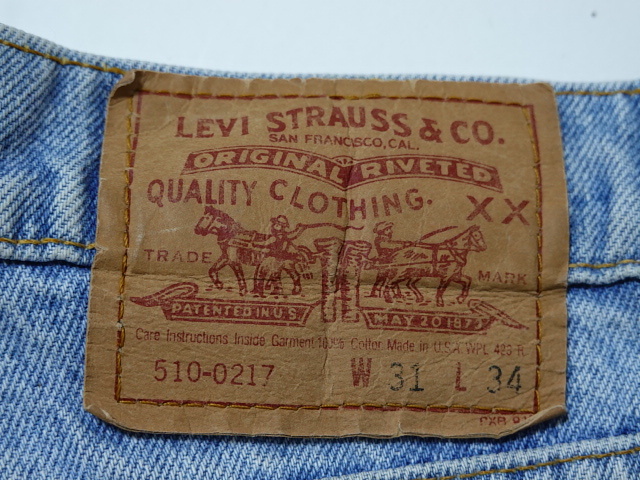 LEVI STRAUSS & CO.
SAN FRANCISCO, CAL.
ORIGINAL RIVETED
QUALITY CLOTHING.
XX
TRADE MARK
PATENTED IN U.S. MAY 20 1873
Care Instructions Inside Garment 100% Cotton Made in U.S.A. WPL 423 R
510-0217 W 31 L 34